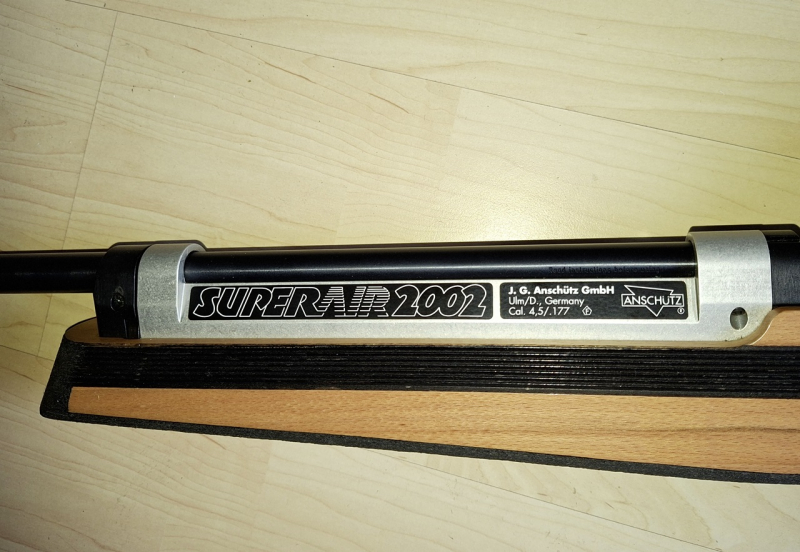 SUPERAIR 2002
J. G. Anschütz GmbH
Ulm/D., Germany
Cal. 4,5/.177 F
ANSCHÜTZ ®